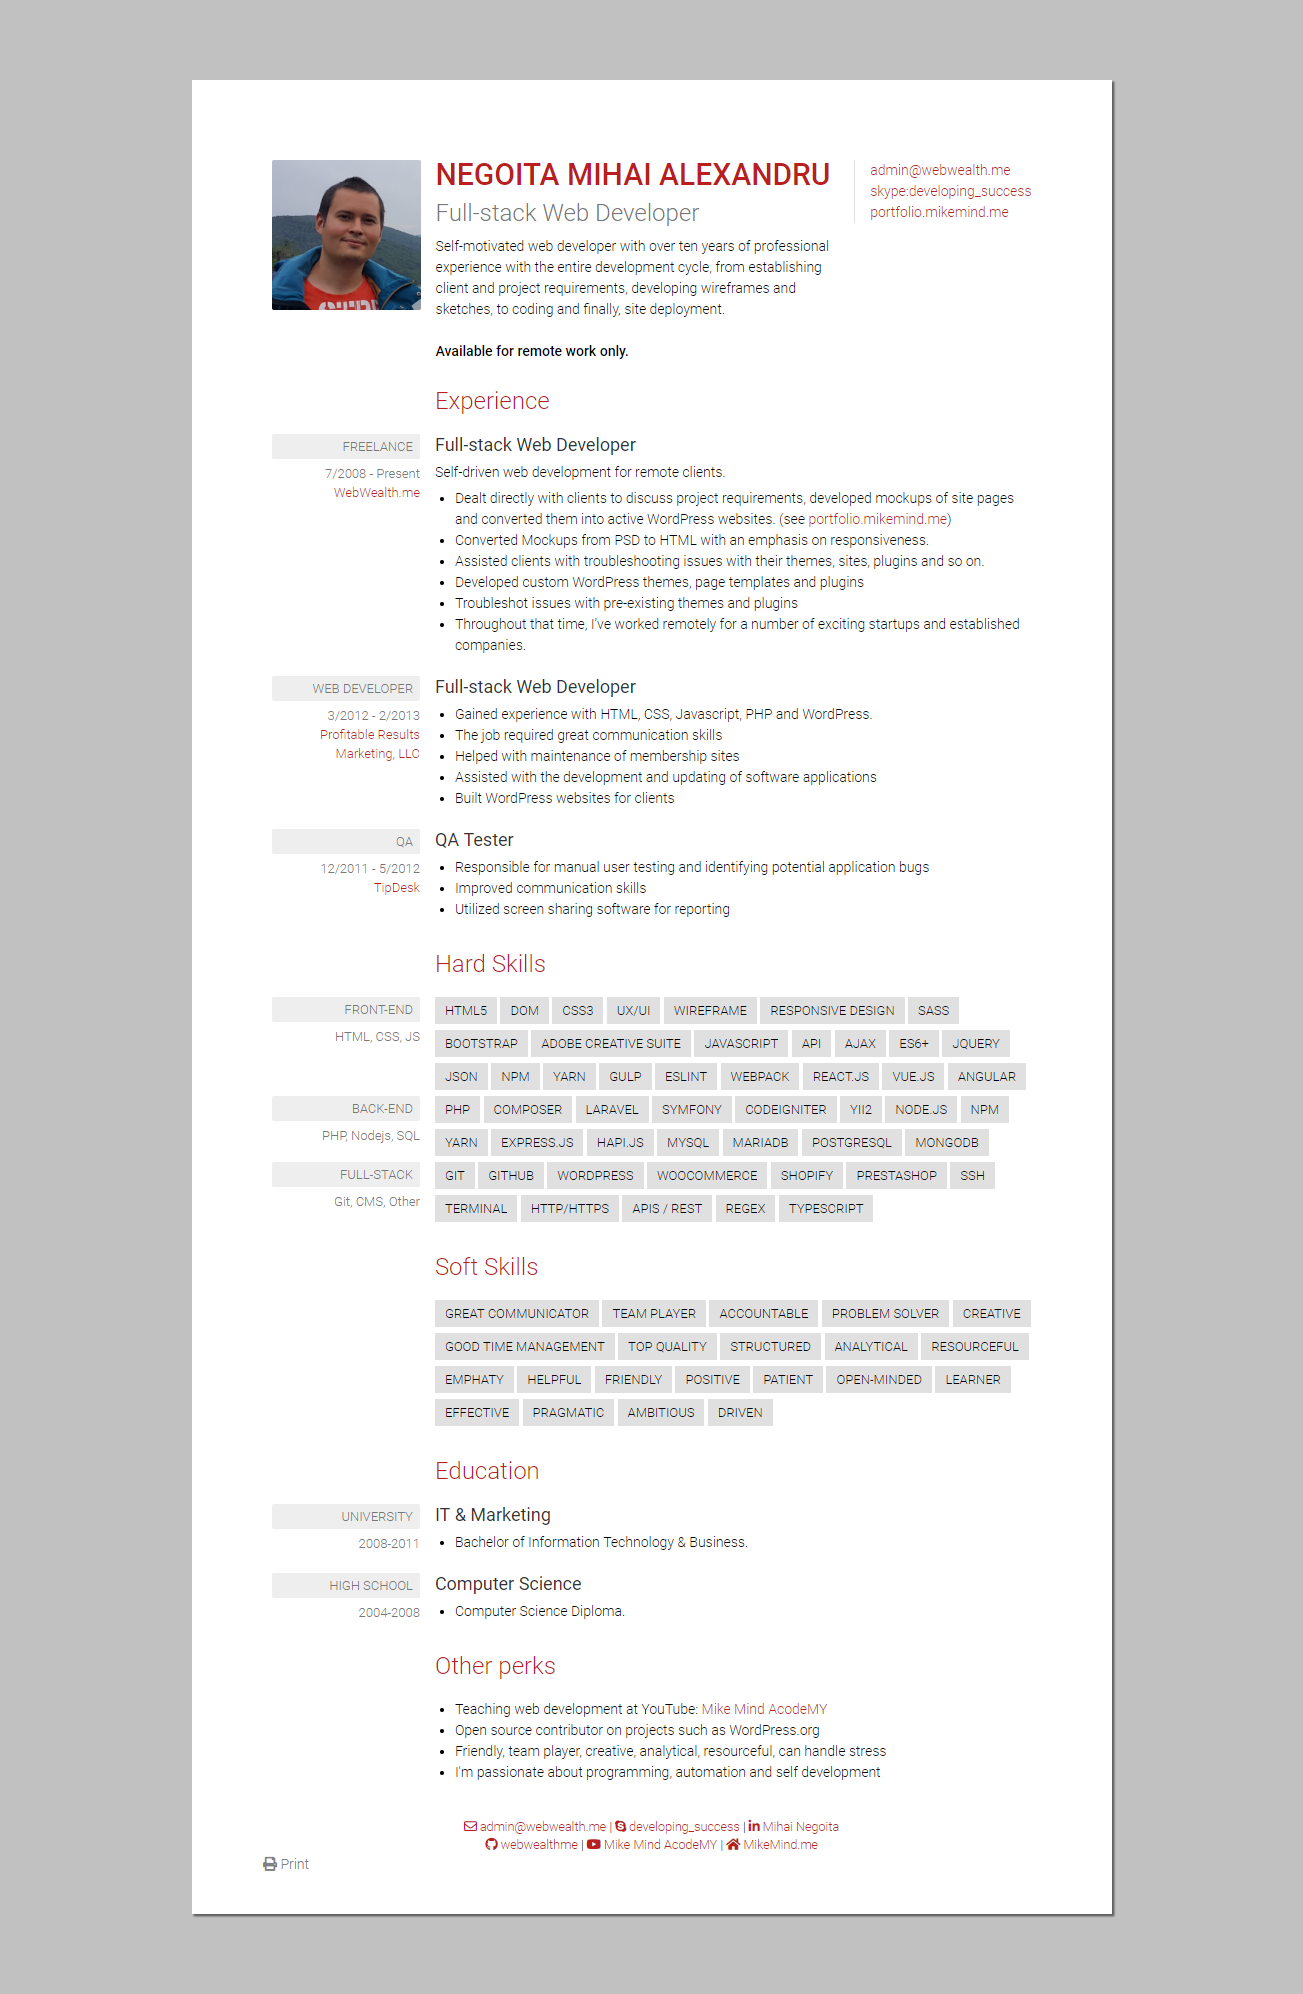 NEGOITA MIHAI ALEXANDRU
Full-stack Web Developer
Self-motivated web developer with over ten years of professional
experience with the entire development cycle, from establishing
client and project requirements, developing wireframes and
sketches, to coding and finally, site deployment.
Available for remote work only.
admin@webwealth.me
skype:developing_success
portfolio.mikemind.me
Experience
FREELANCE
7/2008 - Present
WebWealth.me
Full-stack Web Developer
Self-driven web development for remote clients.
• Dealt directly with clients to discuss project requirements, developed mockups of site pages
and converted them into active WordPress websites. (see portfolio.mikemind.me)
• Converted Mockups from PSD to HTML with an emphasis on responsiveness.
• Assisted clients with troubleshooting issues with their themes, sites, plugins and so on.
• Developed custom WordPress themes, page templates and plugins
• Troubleshot issues with pre-existing themes and plugins
• Throughout that time, I've worked remotely for a number of exciting startups and established
companies.
WEB DEVELOPER
3/2012 - 2/2013
Profitable Results
Marketing, LLC
Full-stack Web Developer
• Gained experience with HTML, CSS, Javascript, PHP and WordPress.
• The job required great communication skills
• Helped with maintenance of membership sites
• Assisted with the development and updating of software applications
• Built WordPress websites for clients
QA
12/2011 - 5/2012
TipDesk
QA Tester
• Responsible for manual user testing and identifying potential application bugs
• Improved communication skills
• Utilized screen sharing software for reporting
Hard Skills
FRONT-END
HTML, CSS, JS
HTML5 DOM CSS3 UX/UI WIREFRAME RESPONSIVE DESIGN SASS
BOOTSTRAP ADOBE CREATIVE SUITE JAVASCRIPT API AJAX ES6+ JQUERY
JSON NPM YARN GULP ESLINT WEBPACK REACT.JS VUE.JS ANGULAR
BACK-END
PHP, Nodejs, SQL
PHP COMPOSER LARAVEL SYMFONY CODEIGNITER YII2 NODE.JS NPM
YARN EXPRESS.JS HAPI.JS MYSQL MARIADB POSTGRESQL MONGODB
FULL-STACK
Git, CMS, Other
GIT GITHUB WORDPRESS WOOCOMMERCE SHOPIFY PRESTASHOP SSH
TERMINAL HTTP/HTTPS APIS / REST REGEX TYPESCRIPT
Soft Skills
GREAT COMMUNICATOR TEAM PLAYER ACCOUNTABLE PROBLEM SOLVER CREATIVE
GOOD TIME MANAGEMENT TOP QUALITY STRUCTURED ANALYTICAL RESOURCEFUL
EMPHATY HELPFUL FRIENDLY POSITIVE PATIENT OPEN-MINDED LEARNER
EFFECTIVE PRAGMATIC AMBITIOUS DRIVEN
Education
UNIVERSITY
2008-2011
IT & Marketing
• Bachelor of Information Technology & Business.
HIGH SCHOOL
2004-2008
Computer Science
• Computer Science Diploma.
Other perks
• Teaching web development at YouTube: Mike Mind AcodeMY
• Open source contributor on projects such as WordPress.org
• Friendly, team player, creative, analytical, resourceful, can handle stress
• I'm passionate about programming, automation and self development
admin@webwealth.me | developing_success | Mihai Negoita
webwealthme | Mike Mind AcodeMY | MikeMind.me
Print